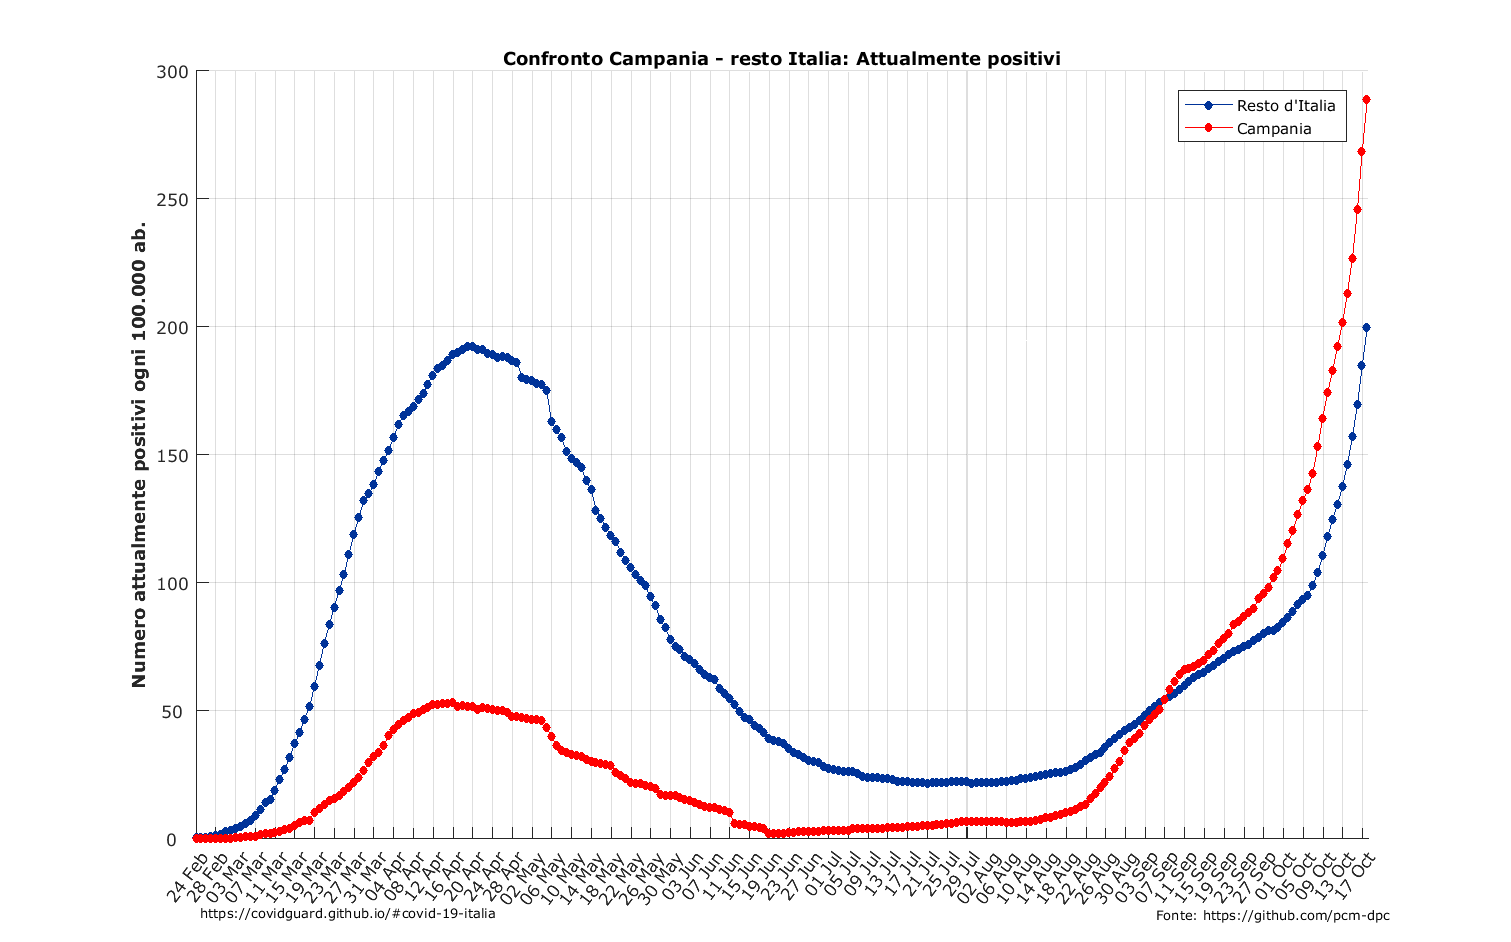 Confronto Campania - resto Italia: Attualmente positivi
Numero attualmente positivi ogni 100.000 ab.
300
250
200
150
100
50
0
Resto d'Italia
Campania
24 Feb
28 Feb
03 Mar
07 Mar
11 Mar
15 Mar
19 Mar
23 Mar
27 Mar
31 Mar
04 Apr
08 Apr
12 Apr
16 Apr
20 Apr
24 Apr
28 Apr
02 May
06 May
10 May
14 May
18 May
22 May
26 May
30 May
03 Jun
07 Jun
11 Jun
15 Jun
19 Jun
23 Jun
27 Jun
01 Jul
05 Jul
09 Jul
13 Jul
17 Jul
21 Jul
25 Jul
29 Jul
02 Aug
06 Aug
10 Aug
14 Aug
18 Aug
22 Aug
26 Aug
30 Aug
03 Sep
07 Sep
11 Sep
15 Sep
19 Sep
23 Sep
27 Sep
01 Oct
05 Oct
09 Oct
13 Oct
17 Oct
https://covidguard.github.io/#covid-19-italia
Fonte: https://github.com/pcm-dpc